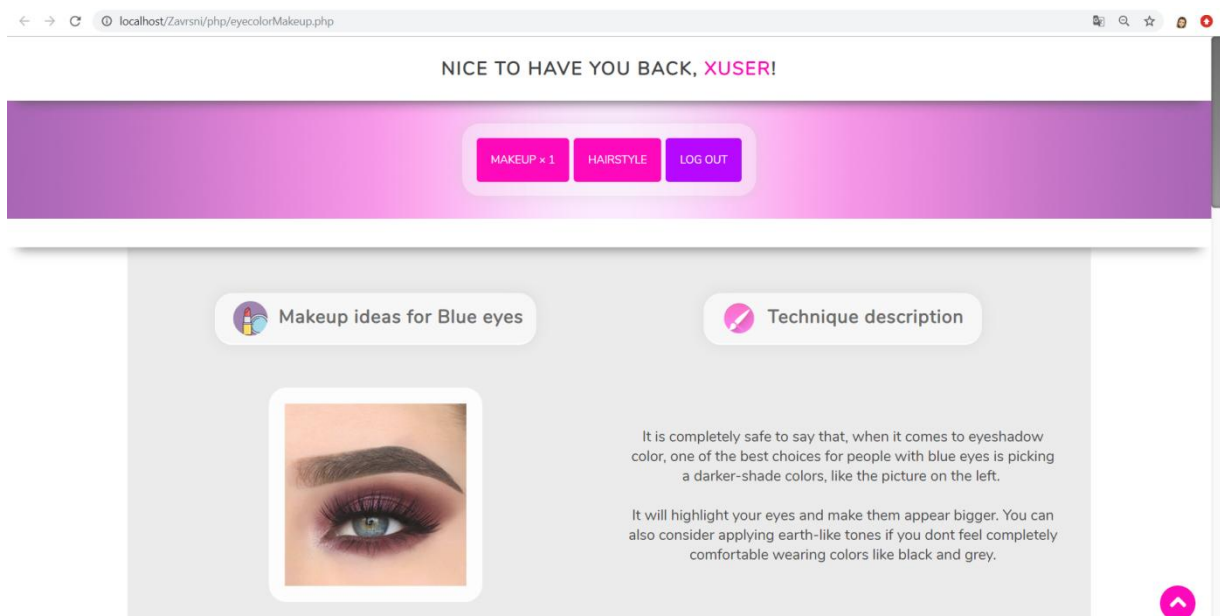 localhost/Zavrsni/php/eyecolorMakeup.php
NICE TO HAVE YOU BACK, XUSER!
MAKEUP × 1 HAIRSTYLE LOG OUT
Makeup ideas for Blue eyes
Technique description
It is completely safe to say that, when it comes to eyeshadow
color, one of the best choices for people with blue eyes is picking
a darker-shade colors, like the picture on the left.
It will highlight your eyes and make them appear bigger. You can
also consider applying earth-like tones if you dont feel completely
comfortable wearing colors like black and grey.